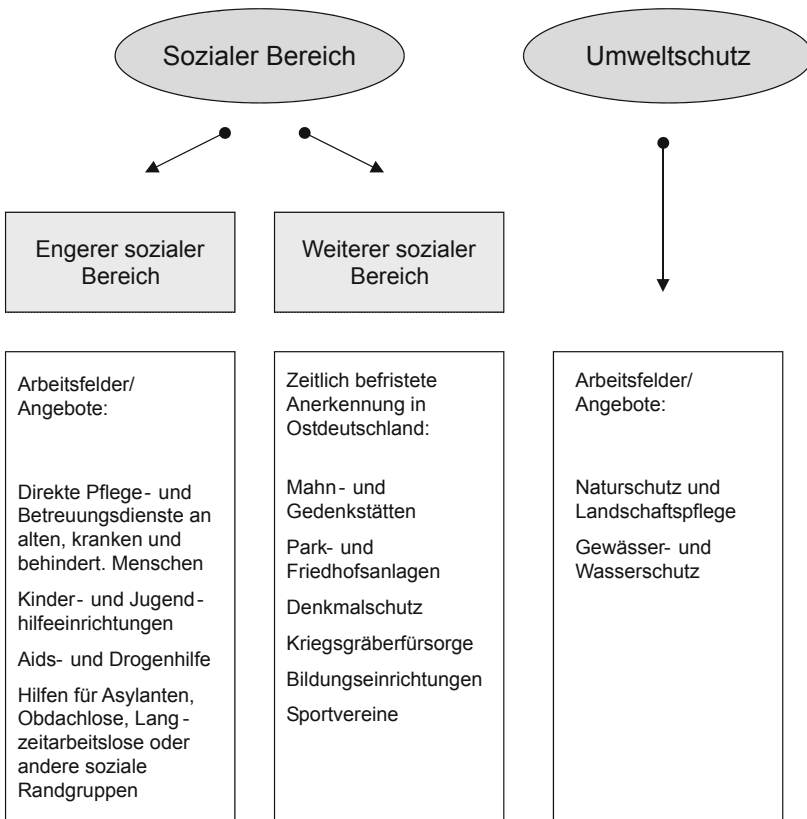 Sozialer Bereich
Umweltschutz
Engerer sozialer
Bereich
Weiterer sozialer
Bereich
Arbeitsfelder/
Angebote:
Direkte Pflege- und
Betreuungsdienste an
alten, kranken und
behindert. Menschen
Kinder- und Jugend-
hilfeeinrichtungen
Aids- und Drogenhilfe
Hilfen für Asylanten,
Obdachlose, Lang-
zeitarbeitslose oder
andere soziale
Randgruppen
Zeitlich befristete
Anerkennung in
Ostdeutschland:
Mahn- und
Gedenkstätten
Park- und
Friedhofsanlagen
Denkmalschutz
Kriegsgräberfürsorge
Bildungseinrichtungen
Sportvereine
Arbeitsfelder/
Angebote:
Naturschutz und
Landschaftspflege
Gewässer- und
Wasserschutz